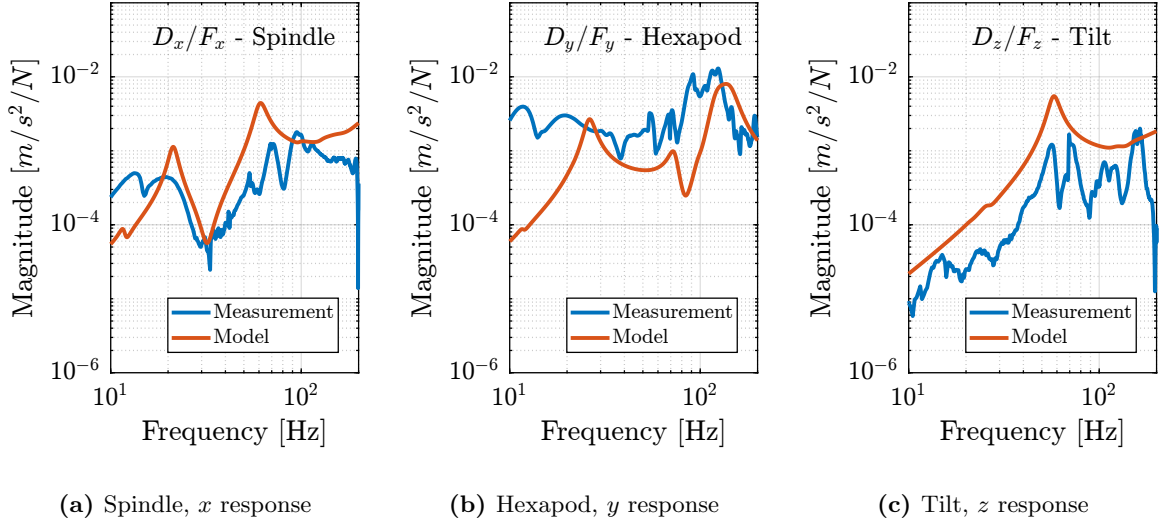 D_x/F_x - Spindle
10^{-2}
10^{-4}
10^{-6}
Magnitude [m/s^2/N]
Measurement
Model
10^1
10^2
Frequency [Hz]
(a) Spindle, x response
D_y/F_y - Hexapod
10^{-2}
10^{-4}
10^{-6}
Magnitude [m/s^2/N]
Measurement
Model
10^1
10^2
Frequency [Hz]
(b) Hexapod, y response
D_z/F_z - Tilt
10^{-2}
10^{-4}
10^{-6}
Magnitude [m/s^2/N]
Measurement
Model
10^1
10^2
Frequency [Hz]
(c) Tilt, z response